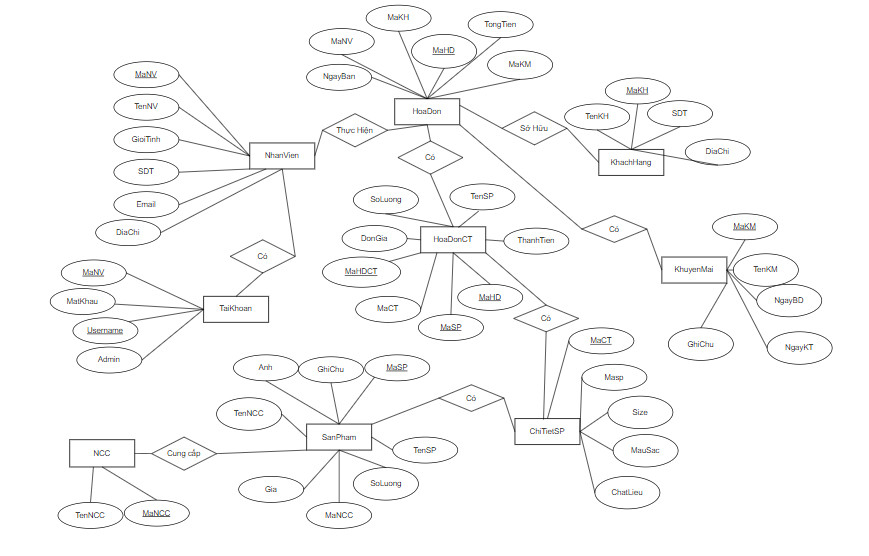 MaKH
TongTien
MaNV
MaHD
MaKM
NgayBan
MaNV
TenNV
GioiTinh
SDT
Email
DiaChi
NhanVien
Thực Hiện
HoaDon
Sở Hữu
MaKH
TenKH
SDT
DiaChi
KhachHang
Có
SoLuong
TenSP
DonGia
HoaDonCT
ThanhTien
MaHDCT
MaCT
MaSP
MaHD
Có
MaKM
KhuyenMai
TenKM
NgayBD
GhiChu
NgayKT
Có
MaNV
MatKhau
TaiKhoan
Username
Admin
Có
MaCT
Masp
Size
MauSac
ChatLieu
ChiTietSP
Có
Anh
GhiChu
MaSP
TenNCC
SanPham
TenSP
SoLuong
Gia
MaNCC
NCC
Cung cấp
TenNCC
MaNCC